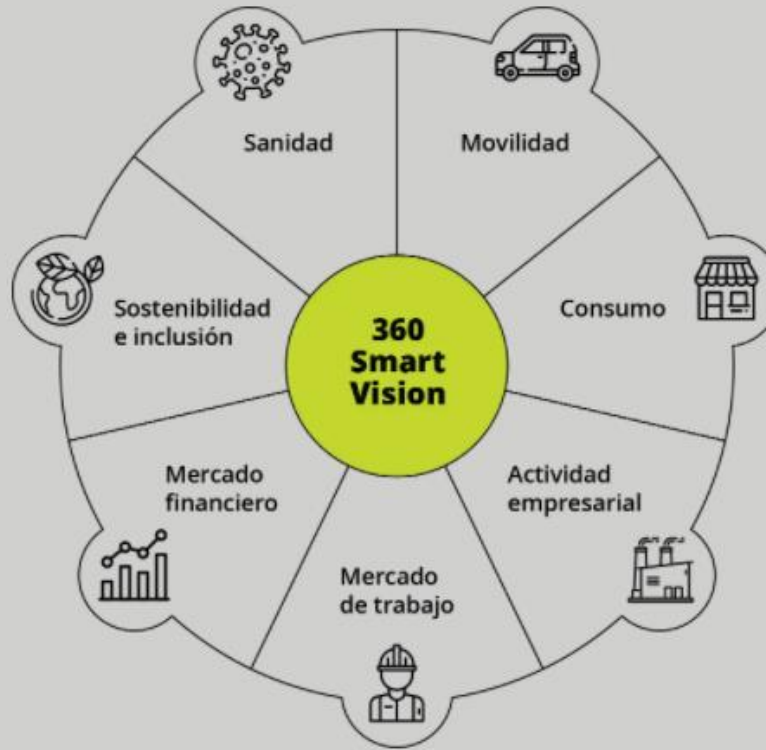 Sanidad
Movilidad
Sostenibilidad
e inclusión
360
Smart
Vision
Consumo
Mercado
financiero
Actividad
empresarial
Mercado
de trabajo